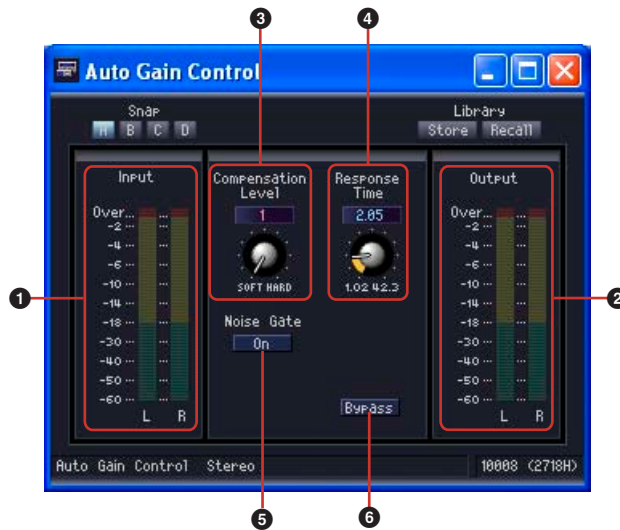 3 4
Auto Gain Control
Snap Library
A B C D Store Recall
Input Compensation Level Response Time Output
1 2.05
Over... ... Over... ...
-2 ... ... -2 ... ...
-4 ... ... -4 ... ...
-6 ... ... -6 ... ...
-10 ... ... -10 ... ...
-14 ... ... -14 ... ...
-18 ... ... -18 ... ...
-30 ... ... -30 ... ...
-40 ... ... -40 ... ...
-50 ... ... -50 ... ...
-60 ... ... -60 ... ...
SOFT HARD 1.02 42.3
1 2
Noise Gate
On
Bypass
L R L R
Auto Gain Control Stereo 10008 (2718H)
5 6